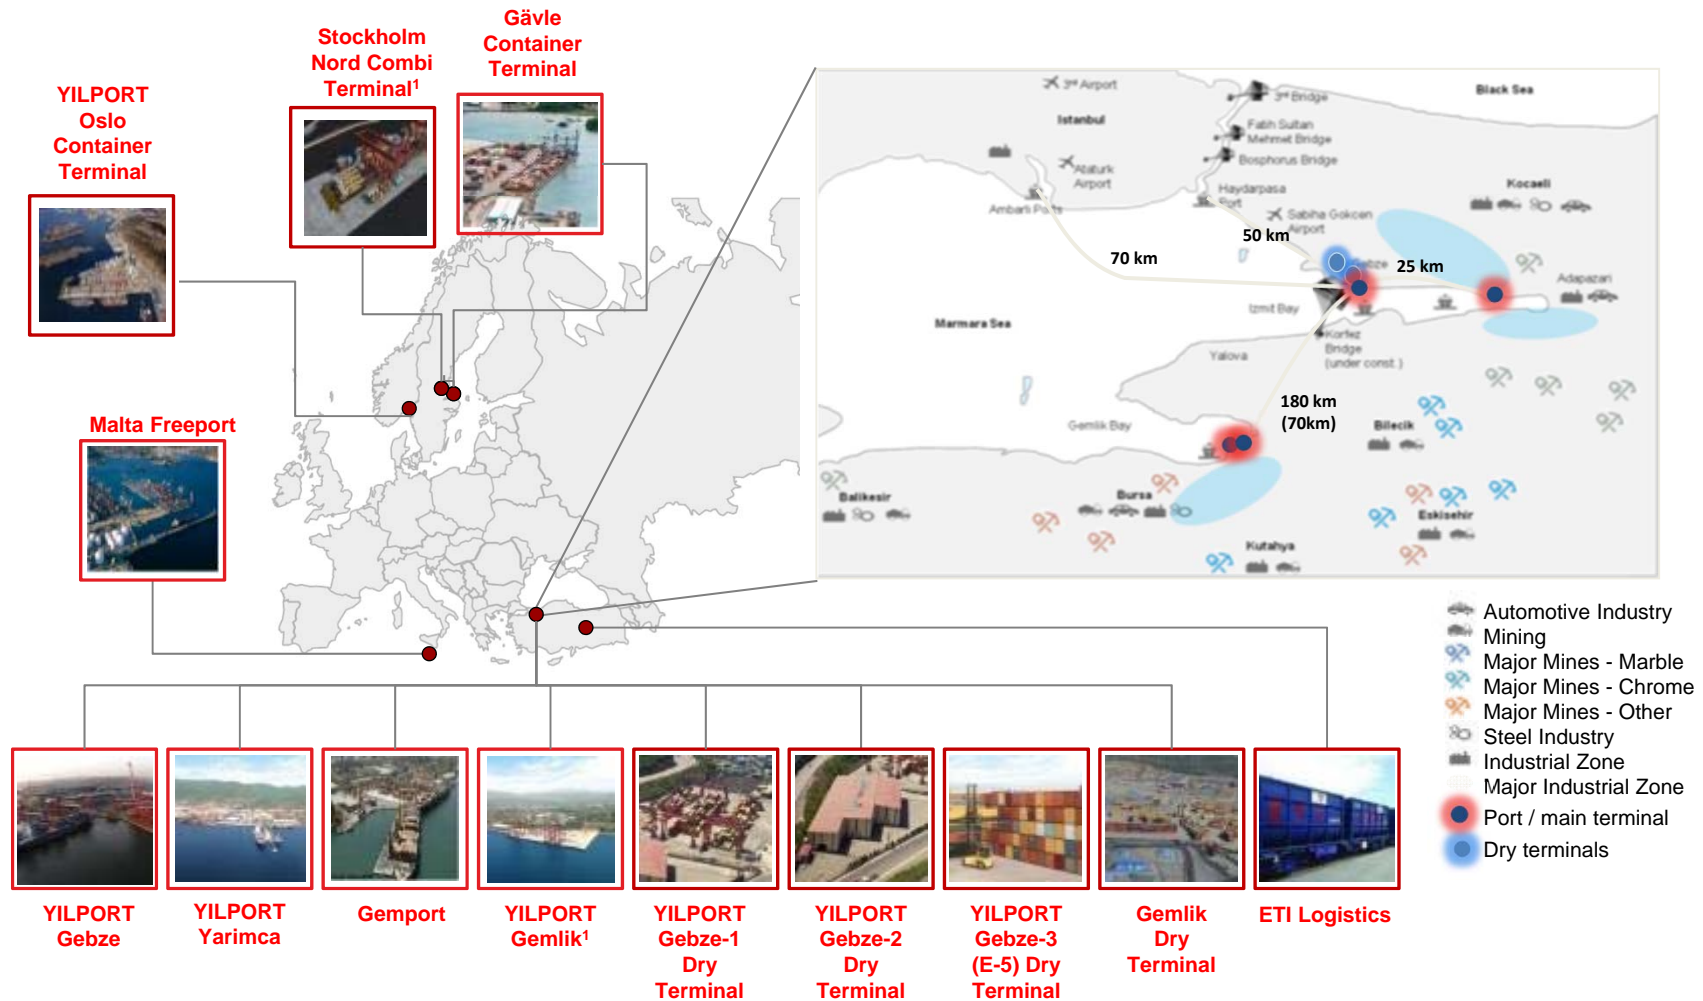 Gävle
Container
Terminal
Stockholm
Nord Combi
Terminal¹
YILPORT
Oslo
Container
Terminal
Malta Freeport
3rd Airport
3rd Bridge
Black Sea
Istanbul
Fatih Sultan
Mehmet Bridge
Bosphorus Bridge
Ataturk
Airport
Kocaeli
Ambarli Ports
Haydarpasa
Port
Sabiha Gokcen
Airport
50 km
70 km
25 km
Adapazari
Izmit Bay
Marmara Sea
Korfez
Bridge
(under const.)
Yalova
180 km
(70km)
Gemlik Bay
Bilecik
Balikesir
Bursa
Eskisehir
Kutahya
Automotive Industry
Mining
Major Mines - Marble
Major Mines - Chrome
Major Mines - Other
Steel Industry
Industrial Zone
Major Industrial Zone
Port / main terminal
Dry terminals
YILPORT
Gebze
YILPORT
Yarimca
Gemport
YILPORT
Gemlik¹
YILPORT
Gebze-1
Dry
Terminal
YILPORT
Gebze-2
Dry
Terminal
YILPORT
Gebze-3
(E-5) Dry
Terminal
Gemlik
Dry
Terminal
ETI Logistics